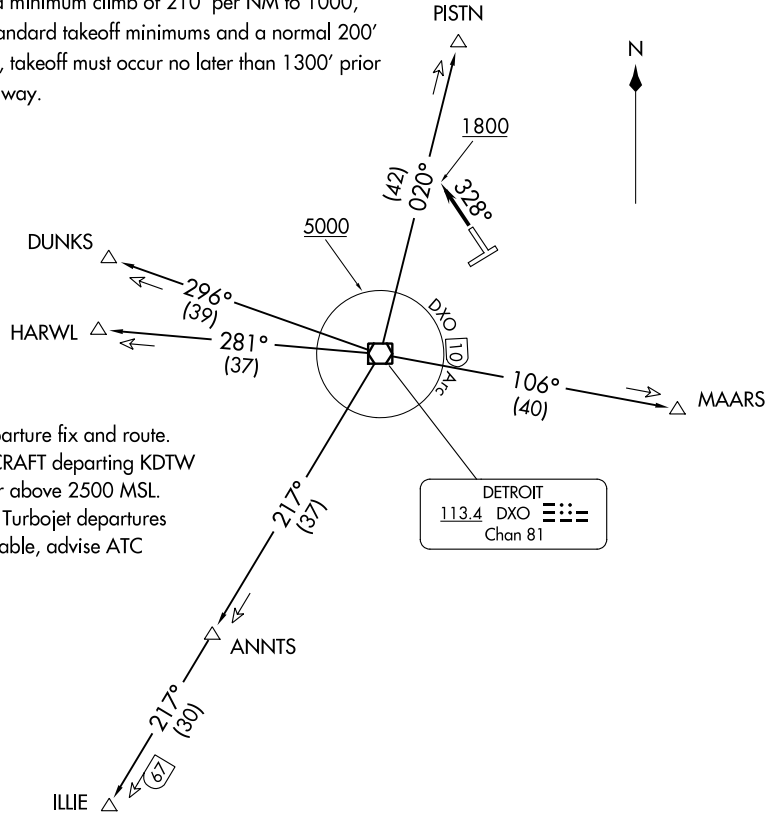 a minimum climb of 210' per NM to 1000,
andard takeoff minimums and a normal 200'
, takeoff must occur no later than 1300' prior
way.
PISTN
N
1800
(42)
020°
328°
5000
DUNKS
296°
(39)
DXO
10
Arc
HARWL
281°
(37)
106°
(40)
MAARS
parture fix and route.
CRAFT departing KDTW
r above 2500 MSL.
Turbojet departures
able, advise ATC
217°
(37)
DETROIT
113.4 DXO
Chan 81
ANNTS
217°
(30)
67
ILLIE